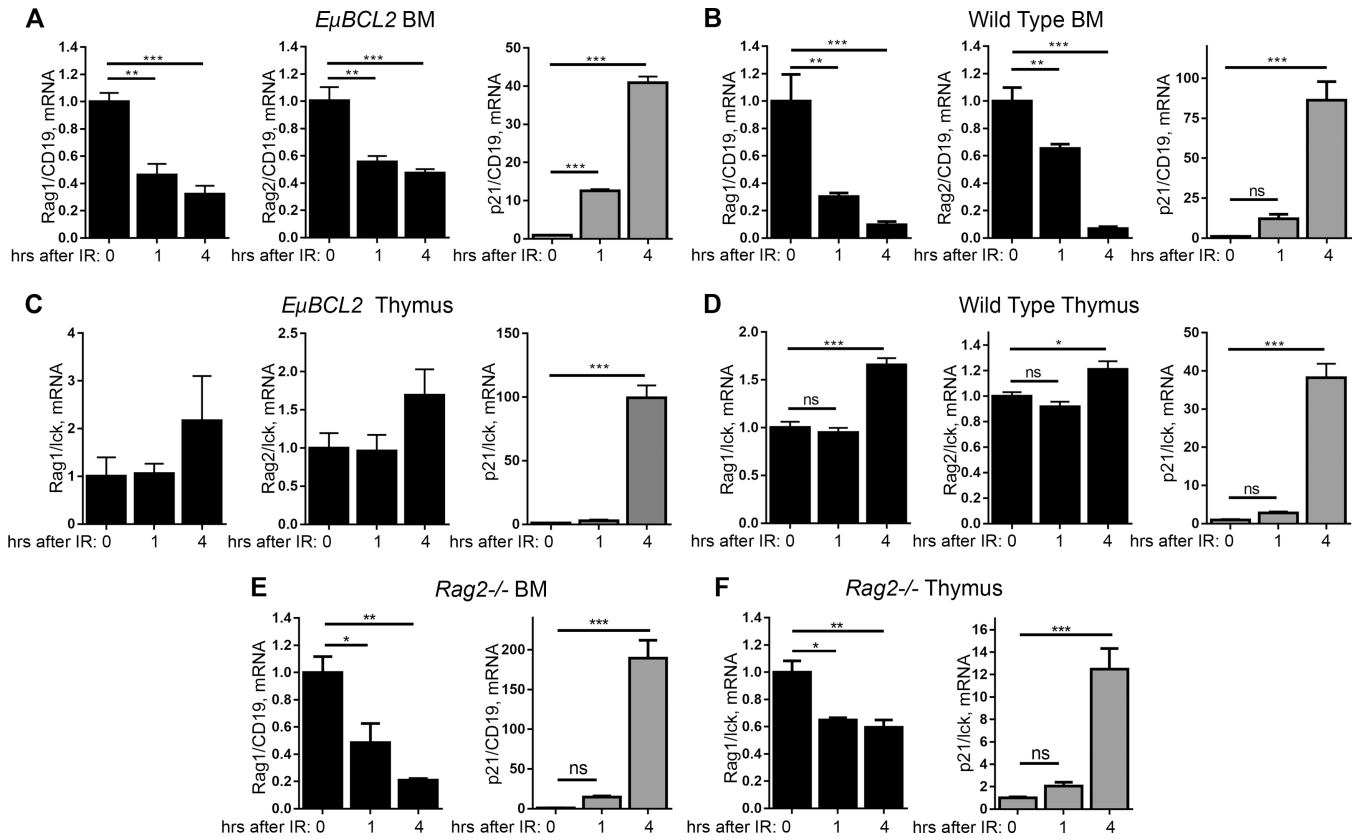 A
EμBCL2 BM
B
Wild Type BM
Rag1/CD19, mRNA
1.4
1.2
1.0
0.8
0.6
0.4
0.2
0.0
***
**
hrs after IR: 0 1 4
Rag2/CD19, mRNA
1.4
1.2
1.0
0.8
0.6
0.4
0.2
0.0
***
**
hrs after IR: 0 1 4
p21/CD19, mRNA
50
40
30
20
10
0
***
***
hrs after IR: 0 1 4
Rag1/CD19, mRNA
1.4
1.2
1.0
0.8
0.6
0.4
0.2
0.0
***
**
hrs after IR: 0 1 4
Rag2/CD19, mRNA
1.4
1.2
1.0
0.8
0.6
0.4
0.2
0.0
***
**
hrs after IR: 0 1 4
p21/CD19, mRNA
100
75
50
25
0
***
ns
hrs after IR: 0 1 4
C
EμBCL2 Thymus
D
Wild Type Thymus
Rag1/lck, mRNA
4
3
2
1
0
hrs after IR: 0 1 4
Rag2/lck, mRNA
2.5
2.0
1.5
1.0
0.5
0.0
hrs after IR: 0 1 4
p21/lck, mRNA
150
100
50
0
***
hrs after IR: 0 1 4
Rag1/lck, mRNA
2.0
1.5
1.0
0.5
0.0
***
ns
hrs after IR: 0 1 4
Rag2/lck, mRNA
1.4
1.2
1.0
0.8
0.6
0.4
0.2
0.0
*
ns
hrs after IR: 0 1 4
p21/lck, mRNA
50
40
30
20
10
0
***
ns
hrs after IR: 0 1 4
E
Rag2-/- BM
F
Rag2-/- Thymus
Rag1/CD19, mRNA
1.4
1.2
1.0
0.8
0.6
0.4
0.2
0.0
**
*
hrs after IR: 0 1 4
p21/CD19, mRNA
200
150
100
50
0
***
ns
hrs after IR: 0 1 4
Rag1/lck, mRNA
1.4
1.2
1.0
0.8
0.6
0.4
0.2
0.0
**
*
hrs after IR: 0 1 4
p21/lck, mRNA
16
14
12
10
8
6
4
2
0
***
ns
hrs after IR: 0 1 4